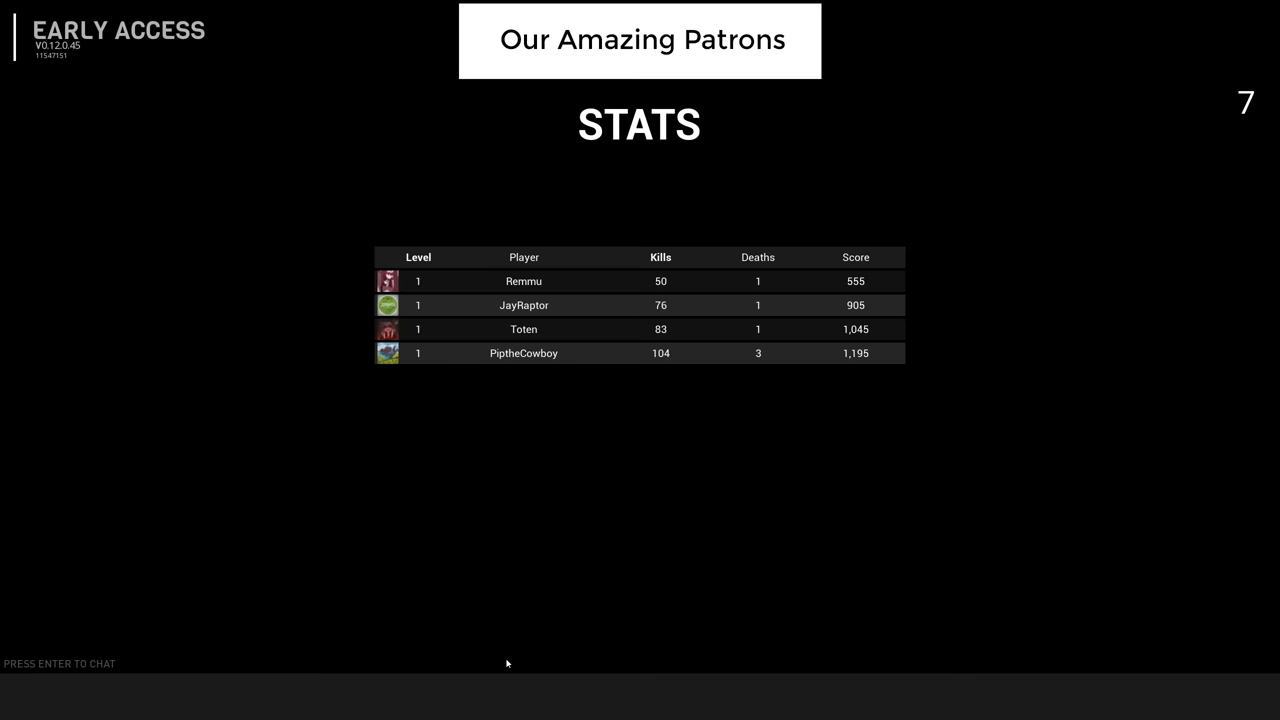 EARLY ACCESS
V0.12.0.45
11547151
Our Amazing Patrons
7
STATS
Level Player Kills Deaths Score
1 Remmu 50 1 555
1 JayRaptor 76 1 905
1 Toten 83 1 1,045
1 PiptheCowboy 104 3 1,195
PRESS ENTER TO CHAT